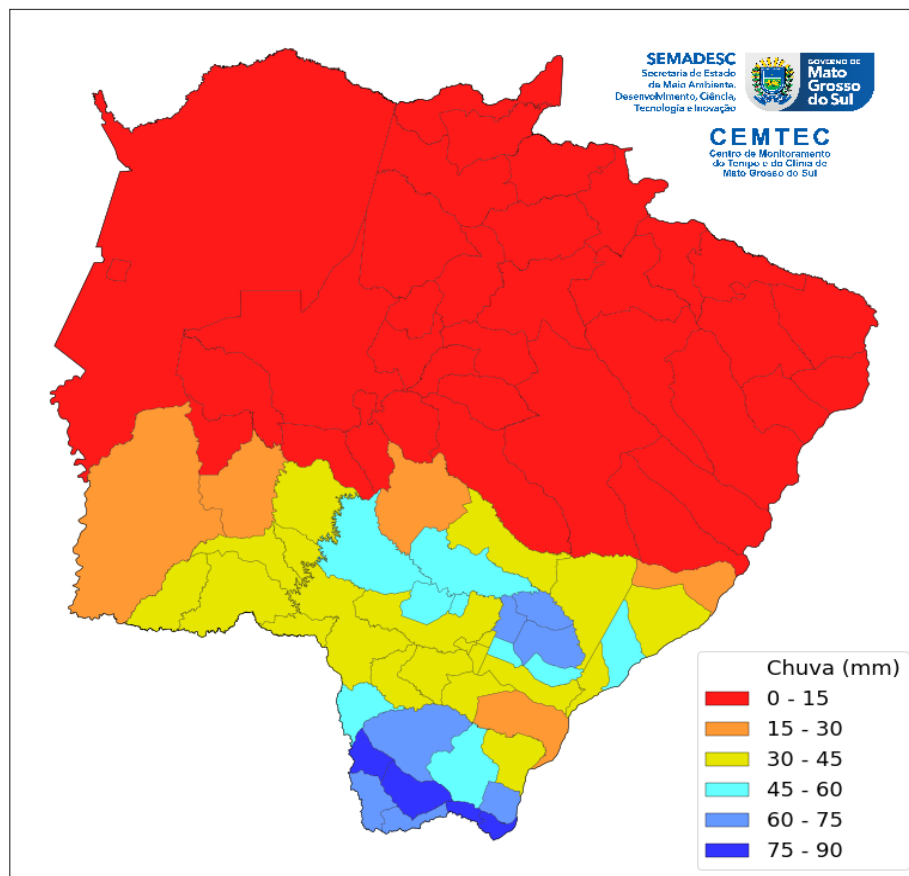 SEMADESC
Secretaria de Estado
de Meio Ambiente,
Desenvolvimento, Ciência,
Tecnologia e Inovação
GOVERNO DE
Mato
Grosso
do Sul
CEMTEC
Centro de Monitoramento
do Tempo e do Clima de
Mato Grosso do Sul
Chuva (mm)
0 - 15
15 - 30
30 - 45
45 - 60
60 - 75
75 - 90